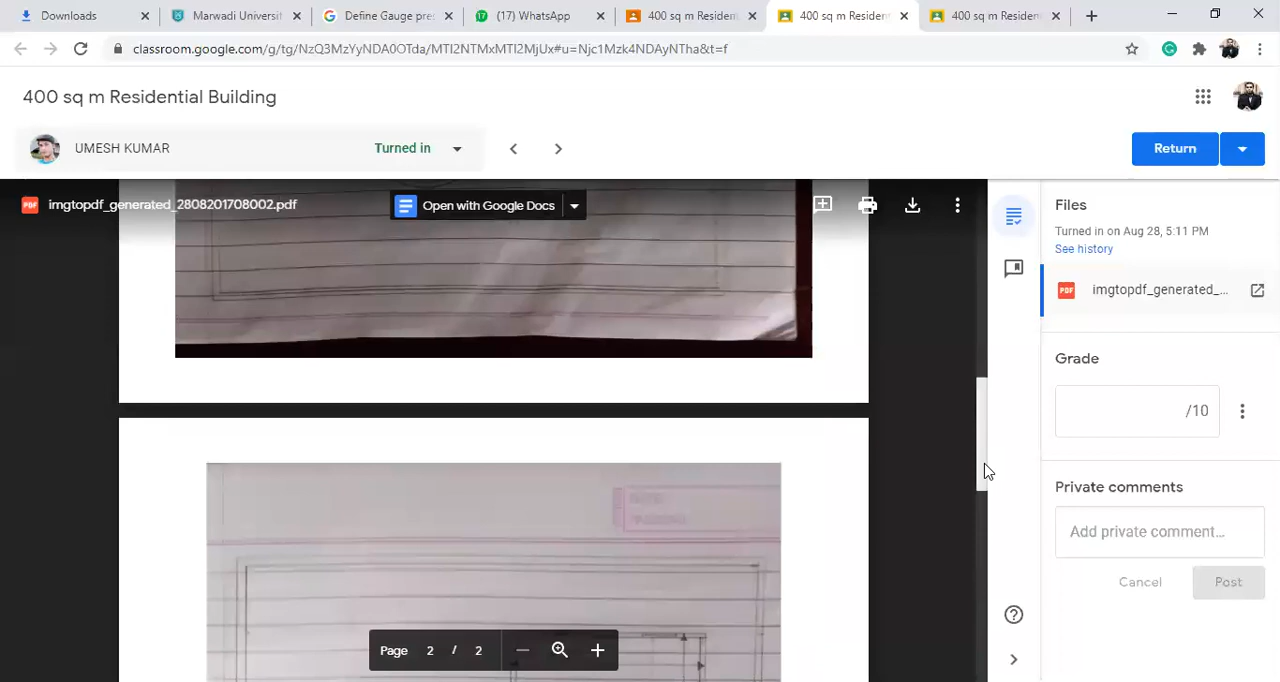 Downloads
Marwadi Universit
Define Gauge pre
(17) WhatsApp
400 sq m Residen
400 sq m Residen
400 sq m Residen
classroom.google.com/g/tg/NzQ3MzYyNDA0OTda/MTI2NTMxMTI2MjUx#u=Njc1Mzk4NDAyNTha&t=f
400 sq m Residential Building
UMESH KUMAR
Turned in
Return
PDF imgtopdf_generated_2808201708002.pdf
Open with Google Docs
Files
Turned in on Aug 28, 5:11 PM
See history
PDF imgtopdf_generated_...
Grade
/10
Private comments
Add private comment...
Cancel
Post
Page 2 / 2